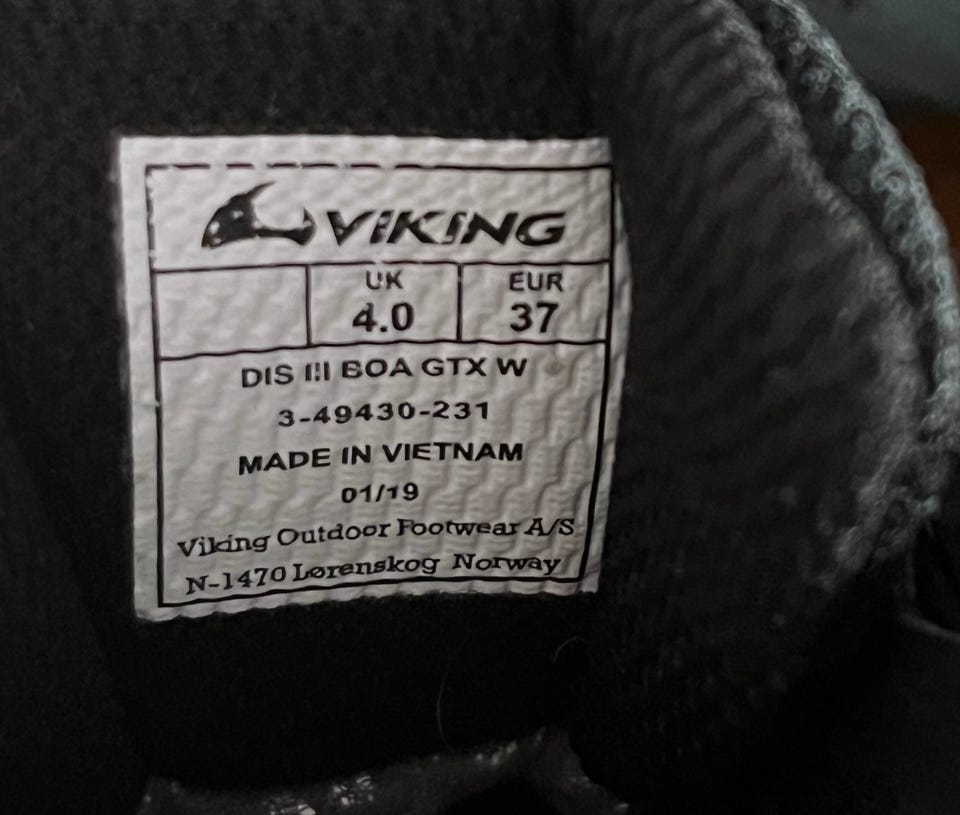 VIKING
UK EUR
4.0 37
DIS III BOA GTX W
3-49430-231
MADE IN VIETNAM
01/19
Viking Outdoor Footwear A/S
N-1470 Lørenskog Norway